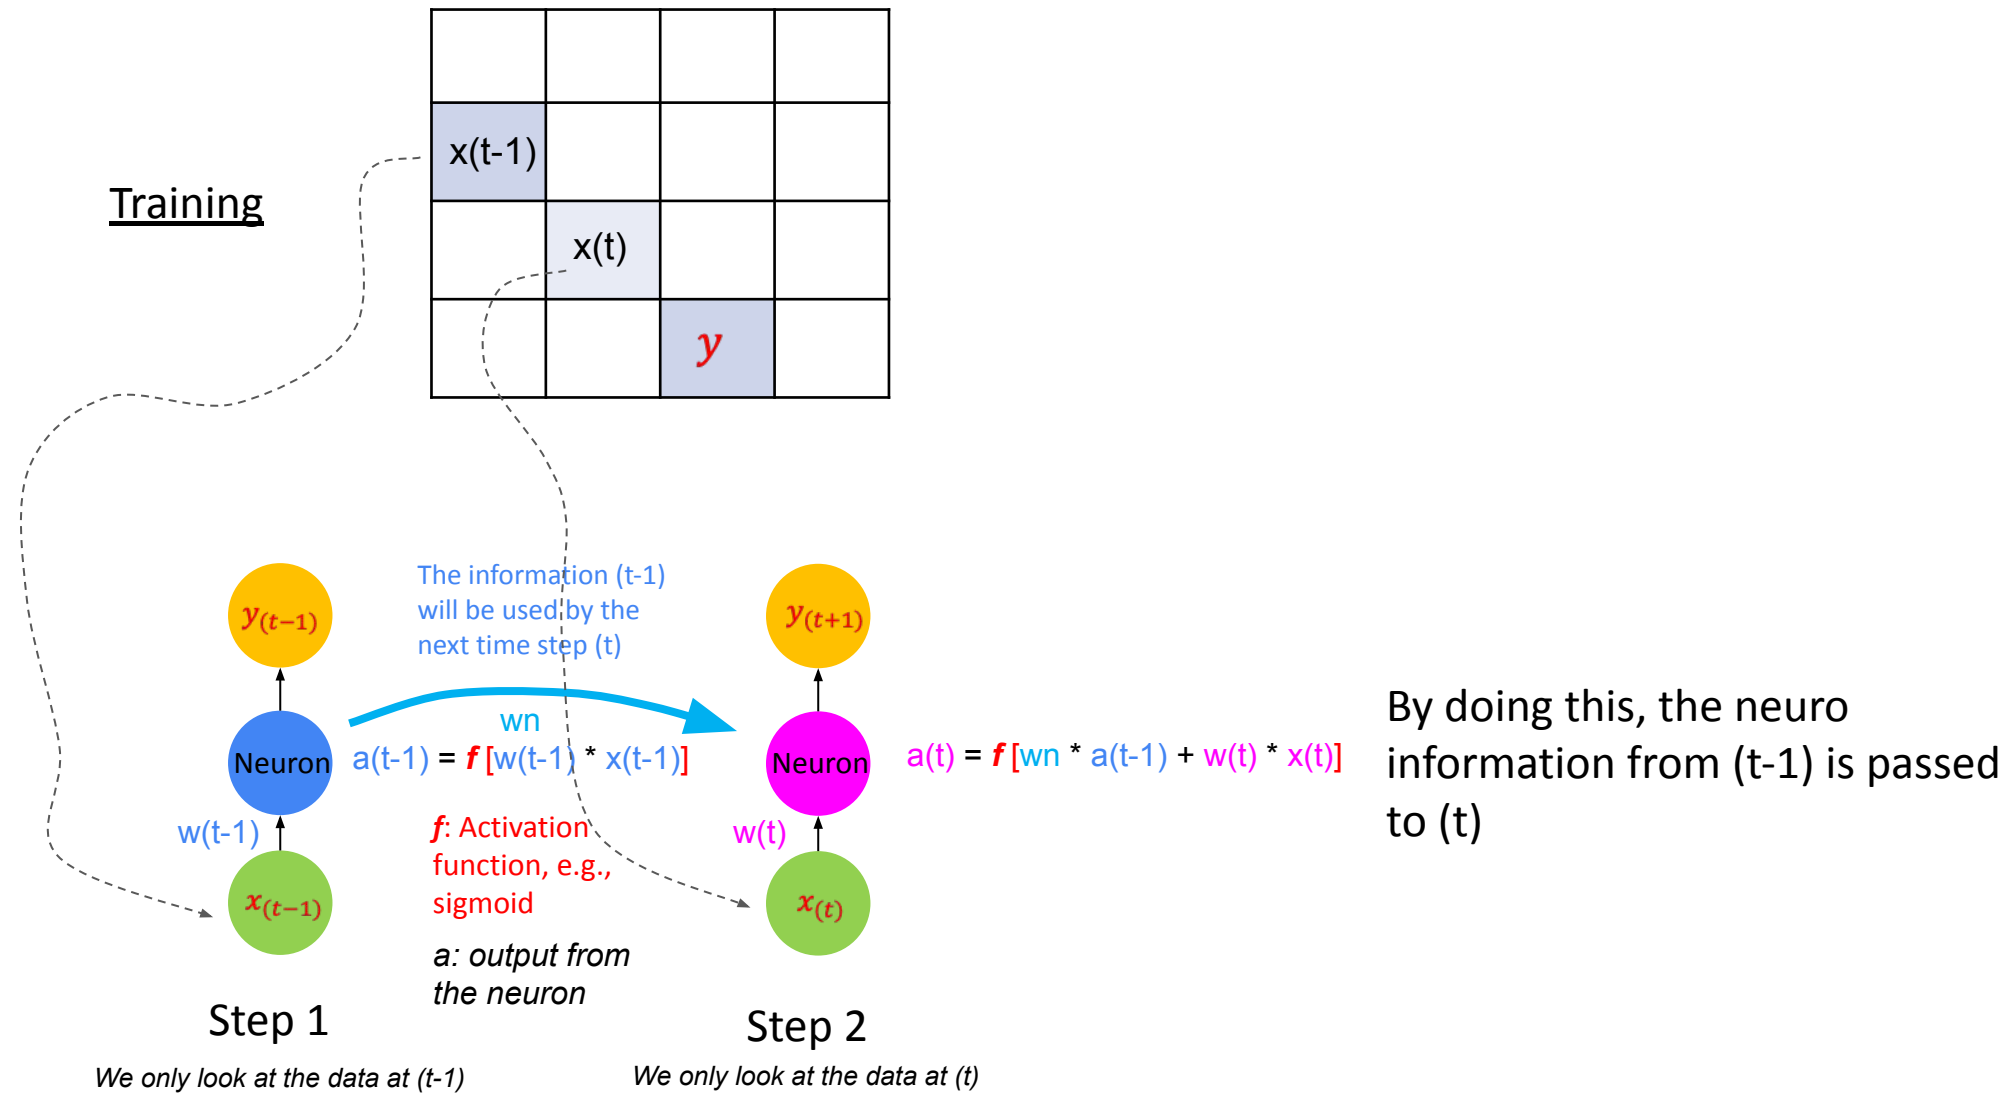 x(t-1)
Training
x(t)
y
The information (t-1)
will be used by the
next time step (t)
y(t−1)
y(t+1)
wn
Neuron
a(t-1) = f [w(t-1) * x(t-1)]
Neuron
a(t) = f [wn * a(t-1) + w(t) * x(t)]
By doing this, the neuro
information from (t-1) is passed
to (t)
w(t-1)
f: Activation
function, e.g.,
sigmoid
w(t)
x(t−1)
x(t)
a: output from
the neuron
Step 1
Step 2
We only look at the data at (t-1)
We only look at the data at (t)